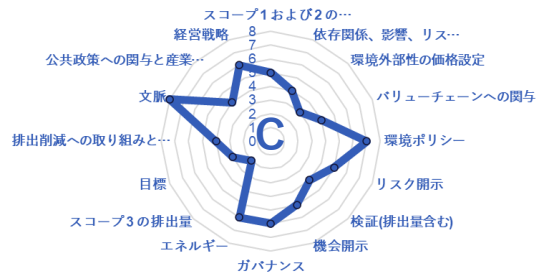 スコープ1および2の…
経営戦略
依存関係、影響、リス…
公共政策への関与と産業…
環境外部性の価格設定
文脈
バリューチェーンへの関与
排出削減への取り組みと…
環境ポリシー
目標
リスク開示
スコープ3の排出量
検証(排出量含む)
エネルギー
機会開示
ガバナンス
8
7
6
5
4
3
2
1
0
C